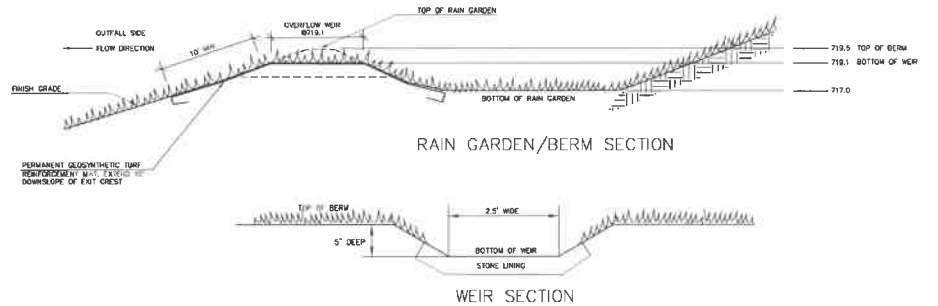 TOP OF RAIN GARDEN
OVERFLOW WEIR
@719.1
OUTFALL SIDE
FLOW DIRECTION
10' MIN
719.5 TOP OF BERM
719.1 BOTTOM OF WEIR
717.0
FINISH GRADE
BOTTOM OF RAIN GARDEN
RAIN GARDEN/BERM SECTION
PERMANENT GEOSYNTHETIC TURF
REINFORCEMENT MAT, EXTEND 10'
DOWNSLOPE OF EXIT CREST
TOP OF BERM
2.5' WIDE
5" DEEP
BOTTOM OF WEIR
STONE LINING
WEIR SECTION